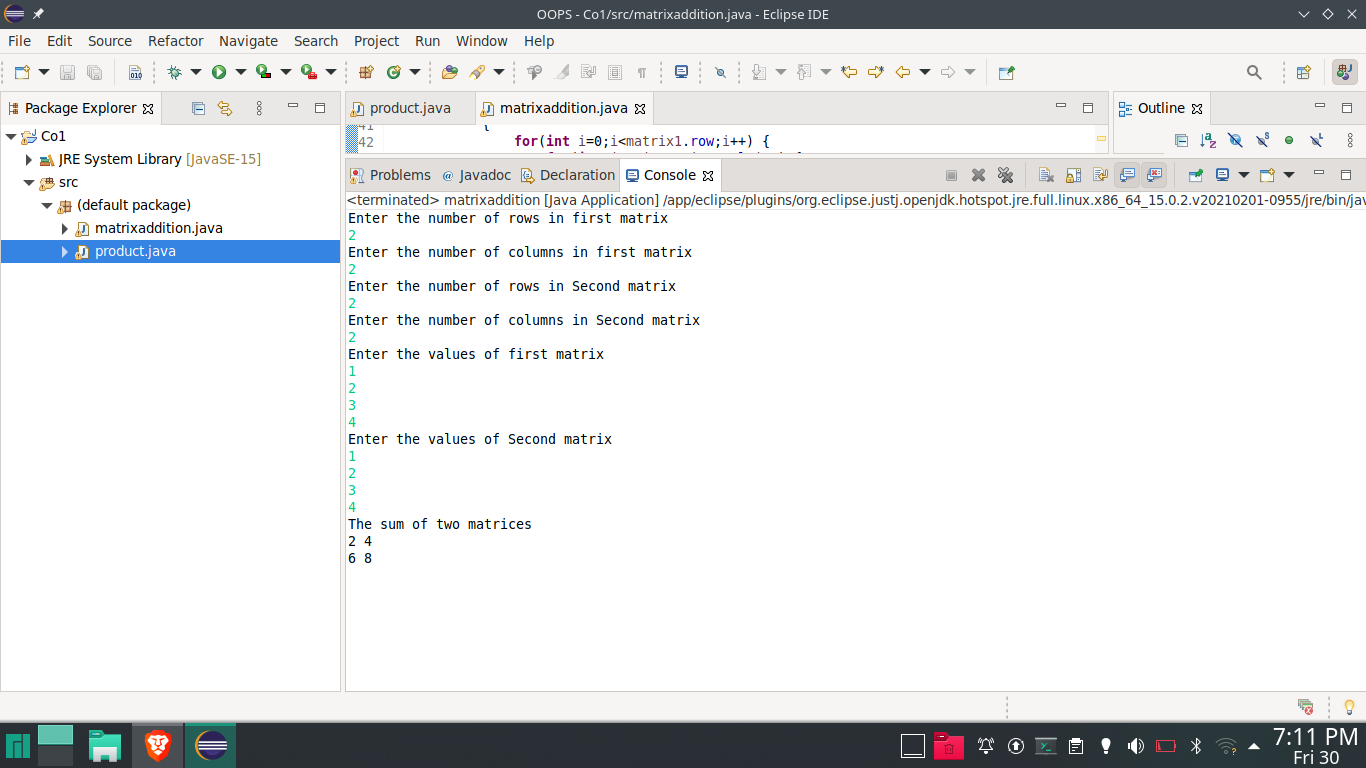 OOPS - Co1/src/matrixaddition.java - Eclipse IDE
File Edit Source Refactor Navigate Search Project Run Window Help
Package Explorer
product.java
matrixaddition.java
Outline
Co1
JRE System Library [JavaSE-15]
src
(default package)
matrixaddition.java
product.java
41 {
42 for(int i=0;i<matrix1.row;i++) {
Problems @ Javadoc Declaration Console
<terminated> matrixaddition [Java Application] /app/eclipse/plugins/org.eclipse.justj.openjdk.hotspot.jre.full.linux.x86_64_15.0.2.v20210201-0955/jre/bin/jav
Enter the number of rows in first matrix
2
Enter the number of columns in first matrix
2
Enter the number of rows in Second matrix
2
Enter the number of columns in Second matrix
2
Enter the values of first matrix
1
2
3
4
Enter the values of Second matrix
1
2
3
4
The sum of two matrices
2 4
6 8
7:11 PM
Fri 30